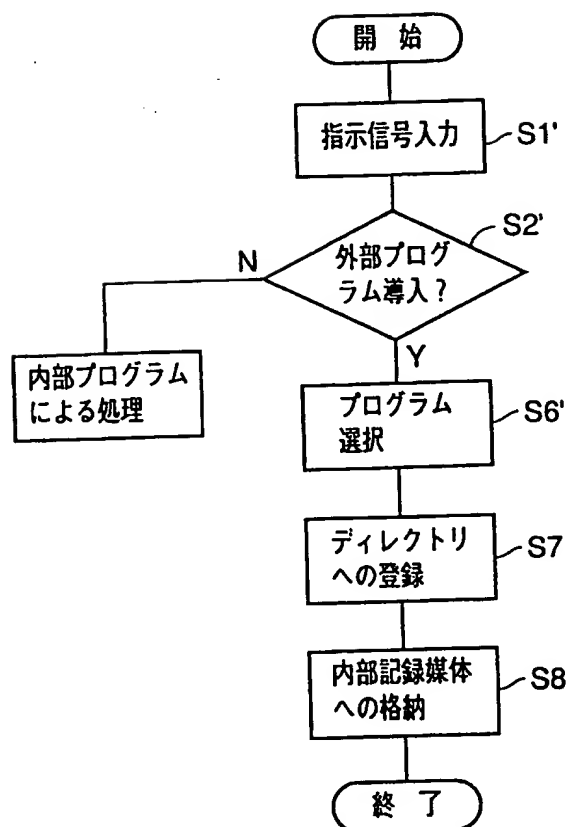 開 始
指示信号入力
S1'
S2'
外部プログ
ラム導入?
N
Y
内部プログラム
による処理
プログラム
選択
S6'
ディレクトリ
への登録
S7
内部記録媒体
への格納
S8
終 了